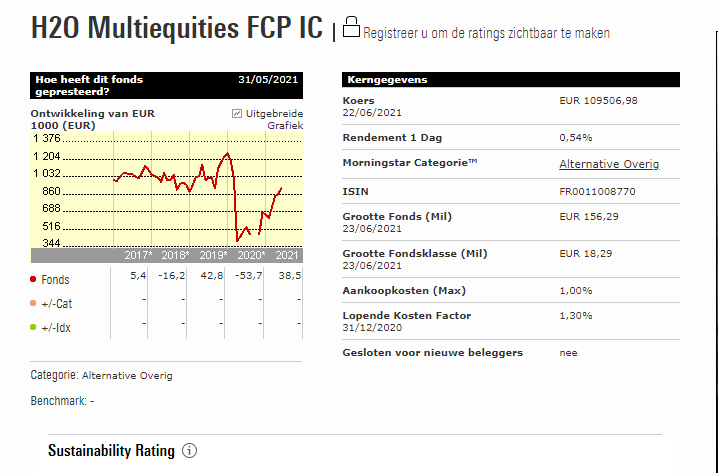 H2O Multiequities FCP IC | Registreer u om de ratings zichtbaar te maken
Hoe heeft dit fonds gepresteerd? 31/05/2021
Ontwikkeling van EUR 1000 (EUR) Uitgebreide Grafiek
1 376
1 204
1 032
860
688
516
344
2017* 2018* 2019* 2020* 2021
Fonds 5,4 -16,2 42,8 -53,7 38,5
+/-Cat - - - - -
+/-Idx - - - - -
Categorie: Alternative Overig
Benchmark: -
Kerngegevens
Koers EUR 109506,98
22/06/2021
Rendement 1 Dag 0,54%
Morningstar Categorie™ Alternative Overig
ISIN FR0011008770
Grootte Fonds (Mil) EUR 156,29
23/06/2021
Grootte Fondsklasse (Mil) EUR 18,29
23/06/2021
Aankoopkosten (Max) 1,00%
Lopende Kosten Factor 1,30%
31/12/2020
Gesloten voor nieuwe beleggers nee
Sustainability Rating